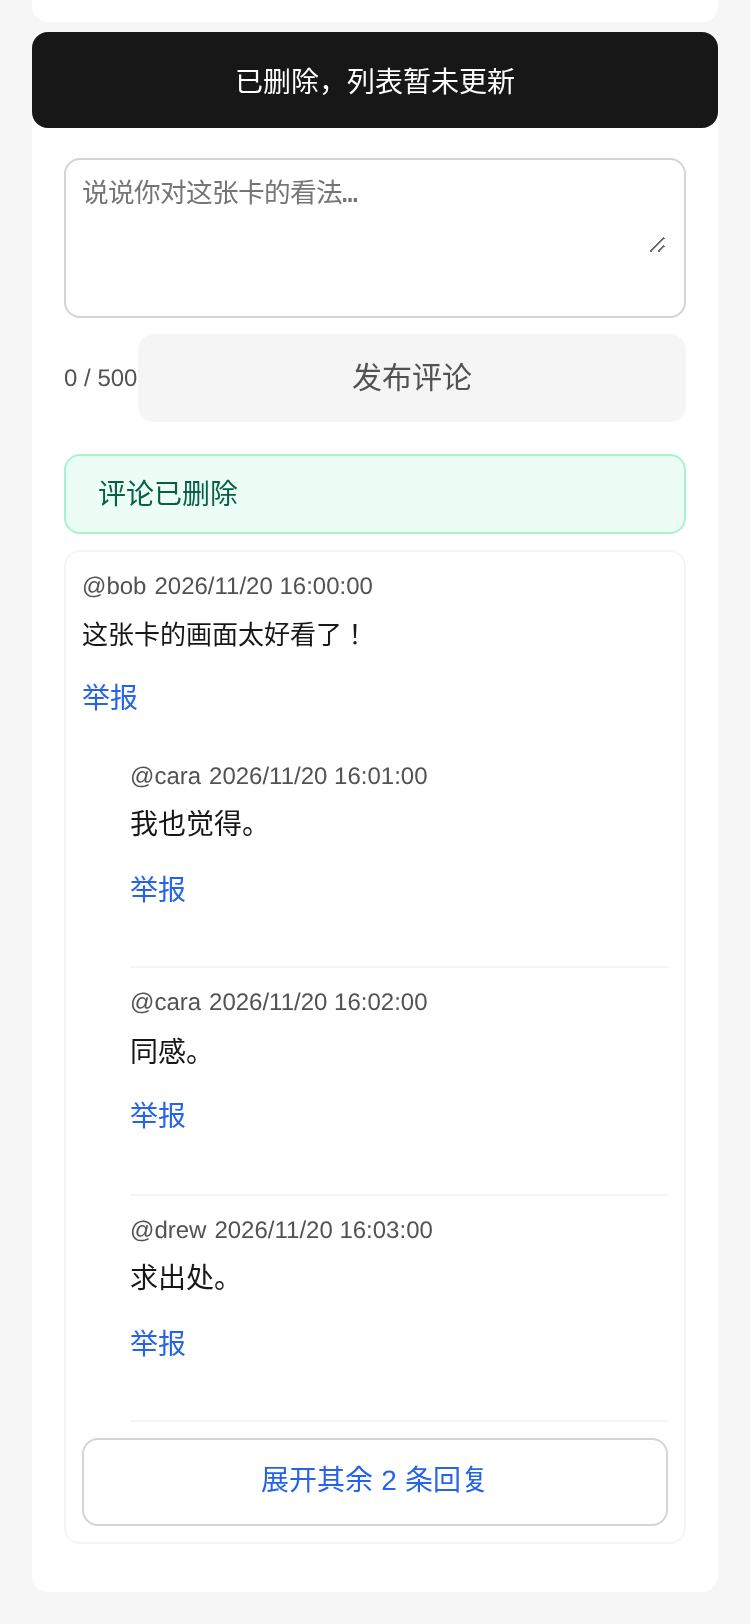 已删除，列表暂未更新
说说你对这张卡的看法…
0 / 500
发布评论
评论已删除
@bob 2026/11/20 16:00:00
这张卡的画面太好看了！
举报
@cara 2026/11/20 16:01:00
我也觉得。
举报
@cara 2026/11/20 16:02:00
同感。
举报
@drew 2026/11/20 16:03:00
求出处。
举报
展开其余 2 条回复